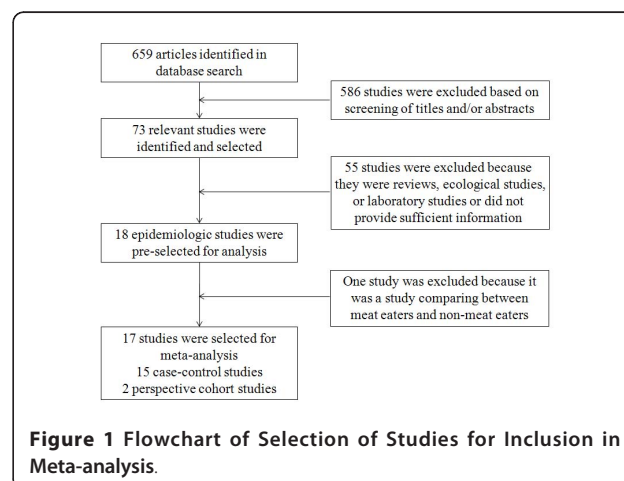 659 articles identified in
database search
586 studies were excluded based on
screening of titles and/or abstracts
73 relevant studies were
identified and selected
55 studies were excluded because
they were reviews, ecological studies,
or laboratory studies or did not
provide sufficient information
18 epidemiologic studies were
pre-selected for analysis
One study was excluded because it
was a study comparing between
meat eaters and non-meat eaters
17 studies were selected for
meta-analysis
15 case-control studies
2 perspective cohort studies
Figure 1 Flowchart of Selection of Studies for Inclusion in
Meta-analysis.